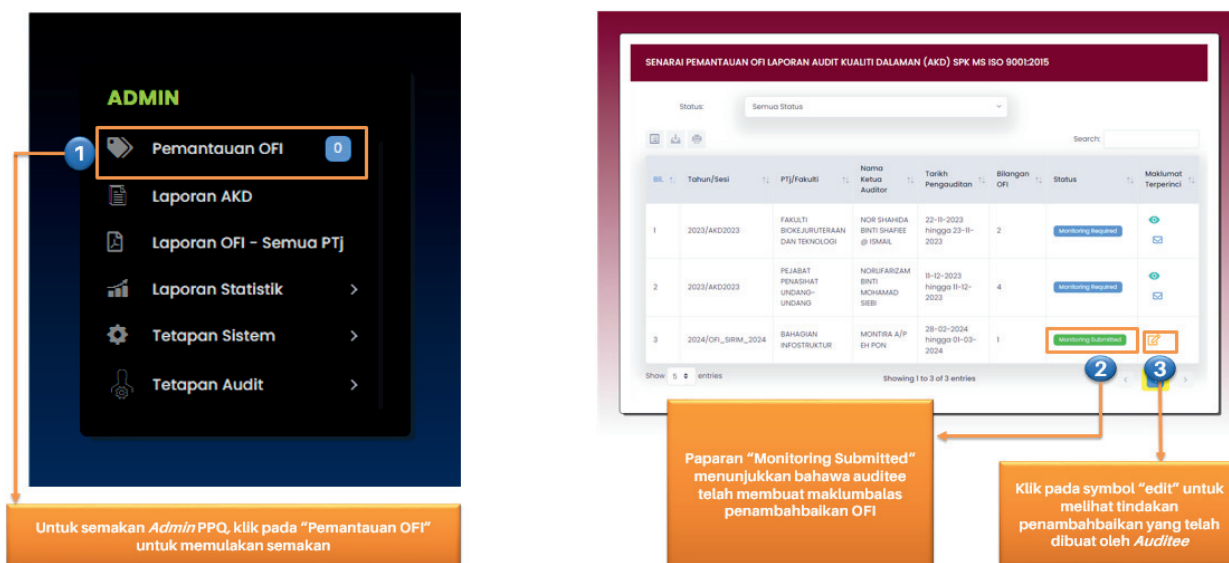 ADMIN
1
Pemantauan OFI
0
Laporan AKD
Laporan OFI - Semua PTj
Laporan Statistik
Tetapan Sistem
Tetapan Audit
Untuk semakan Admin PPQ, klik pada “Pemantauan OFI”
untuk memulakan semakan
SENARAI PEMANTAUAN OFI LAPORAN AUDIT KUALITI DALAMAN (AKD) SPK MS ISO 9001:2015
Status:
Semua Status
Search:
BIL. Tahun/Sesi PTj/Fakulti Nama Ketua Auditor Tarikh Pengauditan Bilangan OFI Status Maklumat Terperinci
1 2023/AKD2023 FAKULTI BIOKEJURUTERAAN DAN TEKNOLOGI NOR SHAHIDA BINTI SHAFIEE @ ISMAIL 22-11-2023 hingga 23-11-2023 2 Monitoring Required
2 2023/AKD2023 PEJABAT PENASIHAT UNDANG-UNDANG NORLIFARIZAM BINTI MOHAMAD SIEBI 11-12-2023 hingga 11-12-2023 4 Monitoring Required
3 2024/OFI_SIRIM_2024 BAHAGIAN INFOSTRUKTUR MONTIRA A/P EH PON 28-02-2024 hingga 01-03-2024 1 Monitoring Submitted
Show 5 entries
Showing 1 to 3 of 3 entries
2
3
Paparan “Monitoring Submitted”
menunjukkan bahawa auditee
telah membuat maklumbalas
penambahbaikan OFI
Klik pada symbol “edit” untuk
melihat tindakan
penambahbaikan yang telah
dibuat oleh Auditee